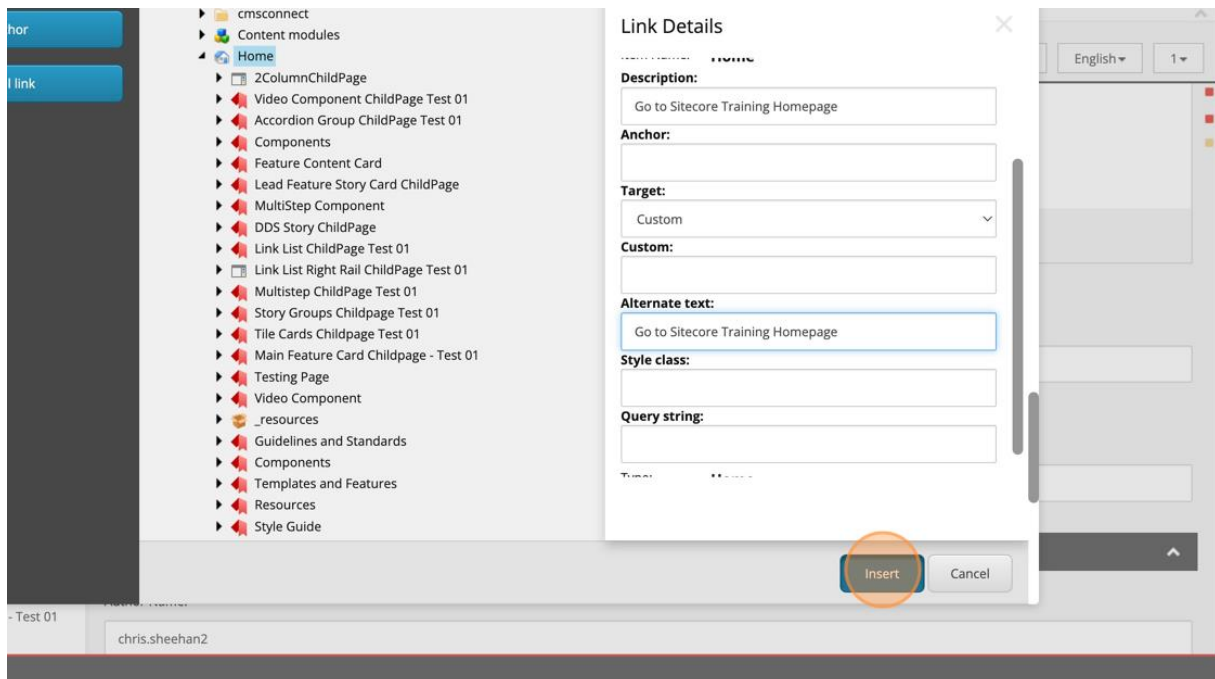 hor
l link
cmsconnect
Content modules
Home
2ColumnChildPage
Video Component ChildPage Test 01
Accordion Group ChildPage Test 01
Components
Feature Content Card
Lead Feature Story Card ChildPage
MultiStep Component
DDS Story ChildPage
Link List ChildPage Test 01
Link List Right Rail ChildPage Test 01
Multistep ChildPage Test 01
Story Groups Childpage Test 01
Tile Cards Childpage Test 01
Main Feature Card Childpage - Test 01
Testing Page
Video Component
_resources
Guidelines and Standards
Components
Templates and Features
Resources
Style Guide
Link Details
Home
Description:
Go to Sitecore Training Homepage
Anchor:
Target:
Custom
Custom:
Alternate text:
Go to Sitecore Training Homepage
Style class:
Query string:
English
1
Insert
Cancel
- Test 01
chris.sheehan2